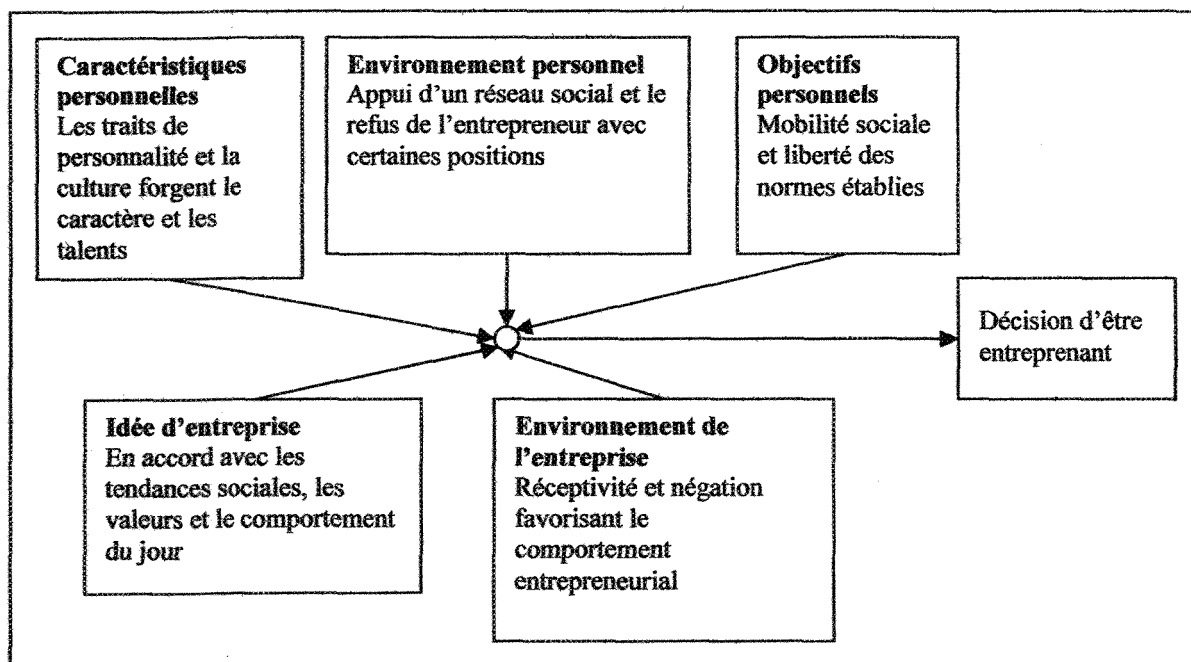 Caractéristiques
personnelles
Les traits de
personnalité et la
culture forgent le
caractère et les
talents
Environnement personnel
Appui d'un réseau social et le
refus de l'entrepreneur avec
certaines positions
Objectifs
personnels
Mobilité sociale
et liberté des
normes établies
Décision d'être
entreprenant
Idée d'entreprise
En accord avec les
tendances sociales, les
valeurs et le comportement
du jour
Environnement de
l'entreprise
Réceptivité et négation
favorisant le
comportement
entrepreneurial